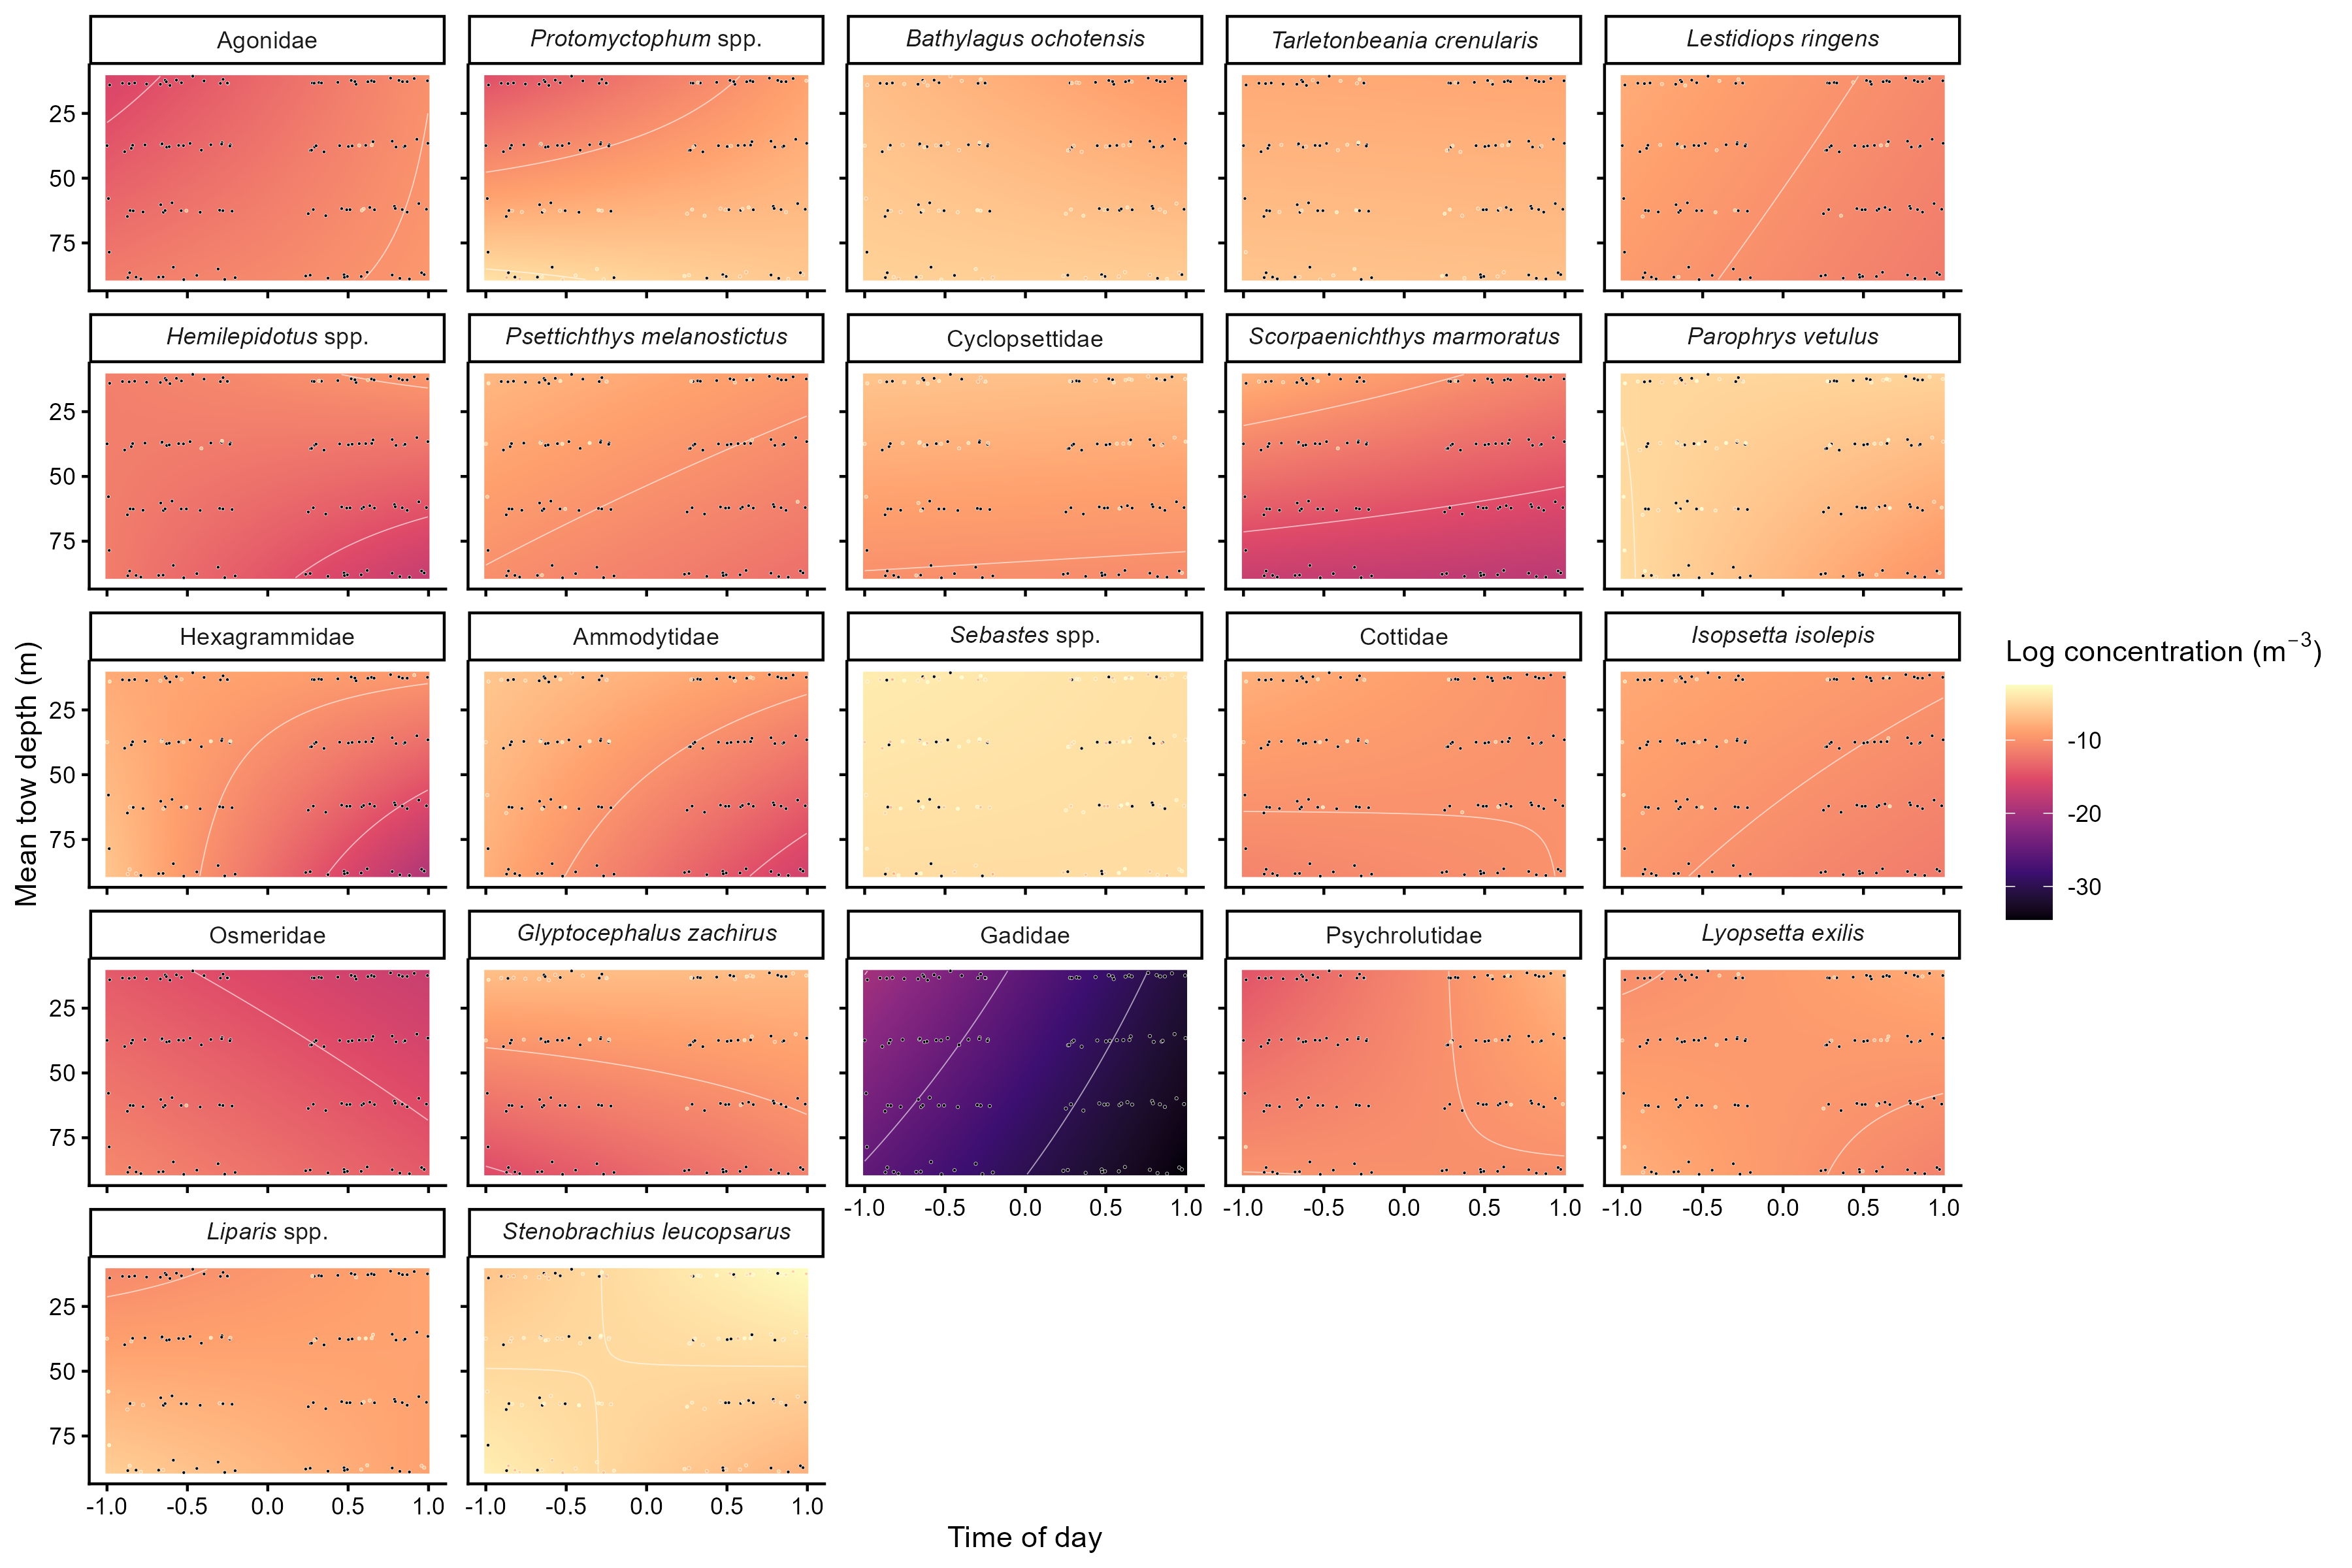 Agonidae
Protomyctophum spp.
Bathylagus ochotensis
Tarletonbeania crenularis
Lestidiops ringens
25
50
75
Hemilepidotus spp.
Psettichthys melanostictus
Cyclopsettidae
Scorpaenichthys marmoratus
Parophrys vetulus
25
50
75
Hexagrammidae
Ammodytidae
Sebastes spp.
Cottidae
Isopsetta isolepis
25
50
75
Mean tow depth (m)
Log concentration (m⁻³)
-10
-20
-30
Osmeridae
Glyptocephalus zachirus
Gadidae
Psychrolutidae
Lyopsetta exilis
25
50
75
-1.0 -0.5 0.0 0.5 1.0
-1.0 -0.5 0.0 0.5 1.0
-1.0 -0.5 0.0 0.5 1.0
Liparis spp.
Stenobrachius leucopsarus
25
50
75
-1.0 -0.5 0.0 0.5 1.0
-1.0 -0.5 0.0 0.5 1.0
Time of day